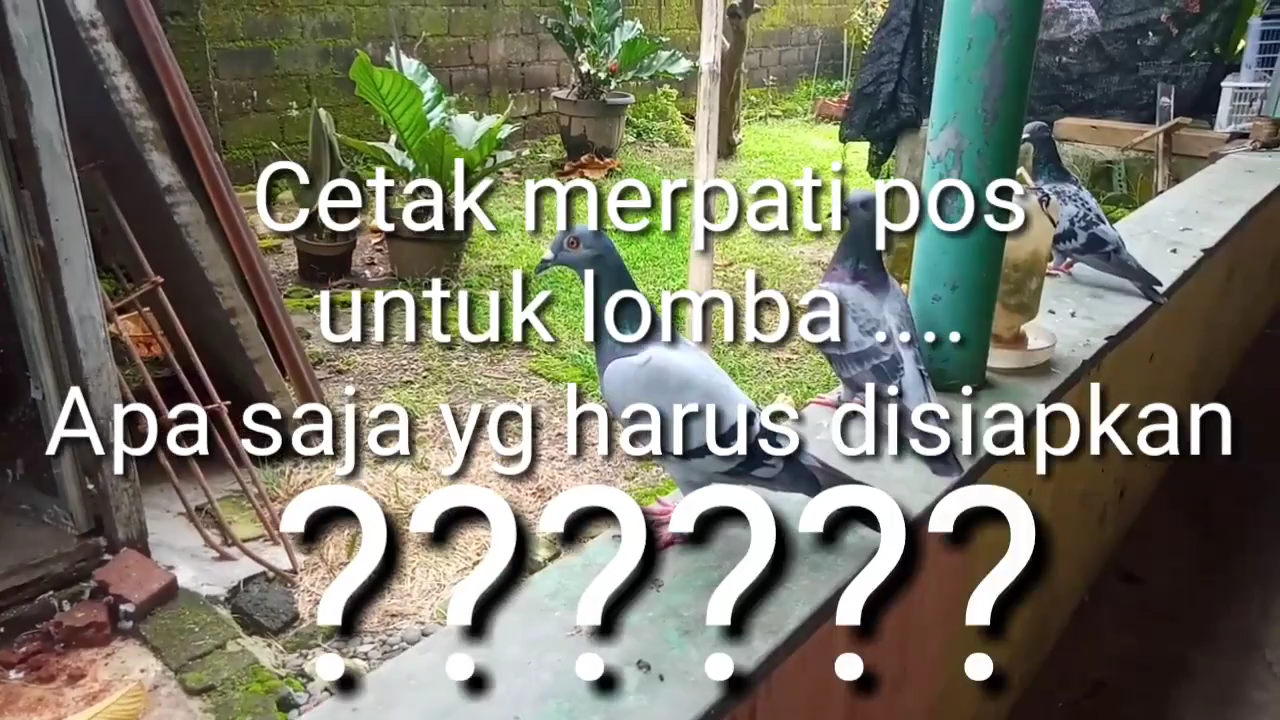 Cetak merpati pos
untuk lomba ....
Apa saja yg harus disiapkan
??????